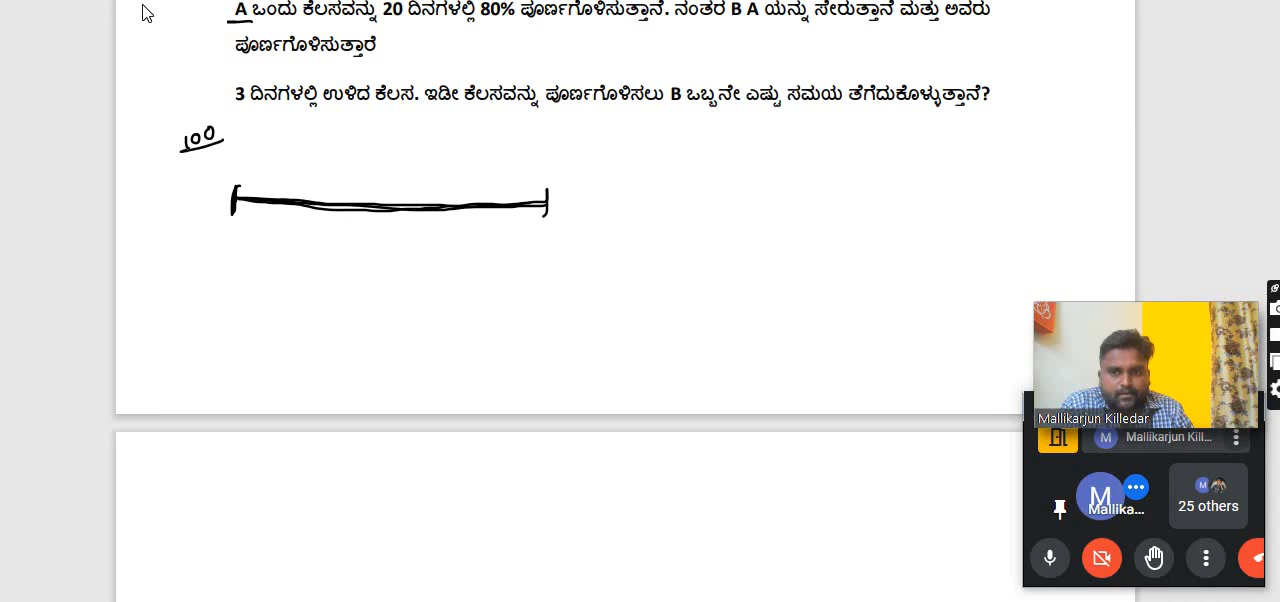 A ಒಂದು ಕೆಲಸವನ್ನು 20 ದಿನಗಳಲ್ಲಿ 80% ಪೂರ್ಣಗೊಳಿಸುತ್ತಾನೆ. ನಂತರ B A ಯನ್ನು ಸೇರುತ್ತಾನೆ ಮತ್ತು ಅವರು
ಪೂರ್ಣಗೊಳಿಸುತ್ತಾರೆ
3 ದಿನಗಳಲ್ಲಿ ಉಳಿದ ಕೆಲಸ. ಇಡೀ ಕೆಲಸವನ್ನು ಪೂರ್ಣಗೊಳಿಸಲು B ಒಬ್ಬನೇ ಎಷ್ಟು ಸಮಯ ತೆಗೆದುಕೊಳ್ಳುತ್ತಾನೆ?
100
Mallikarjun Killedar
M Mallikarjun Kill...
M
M Mallika...
25 others